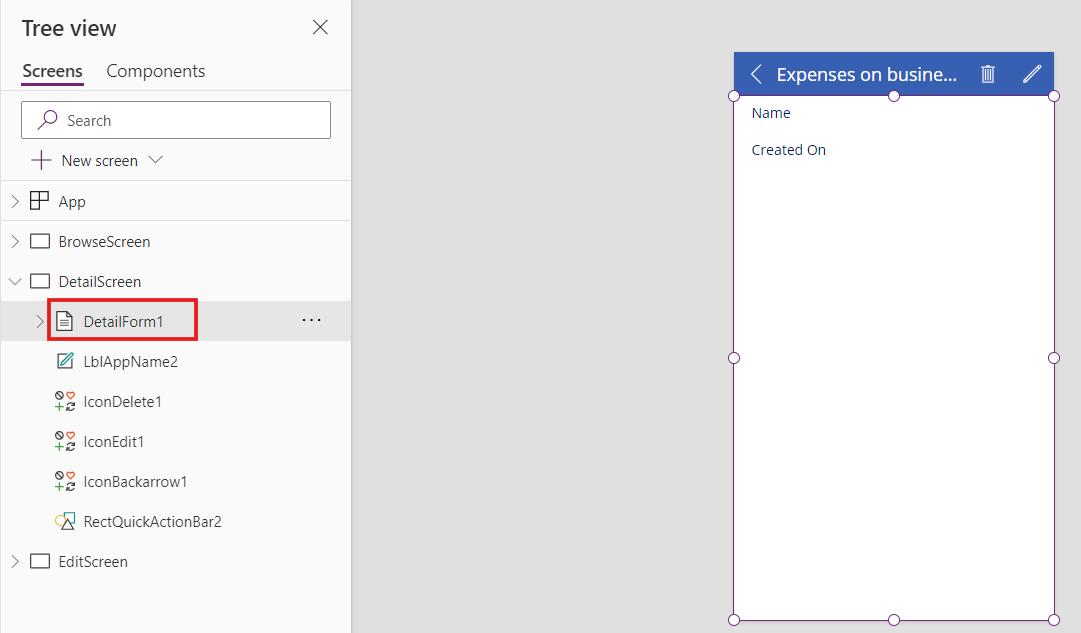 Tree view
Screens Components
Search
New screen
App
BrowseScreen
DetailScreen
DetailForm1 ...
LblAppName2
IconDelete1
IconEdit1
IconBackarrow1
RectQuickActionBar2
EditScreen
Expenses on busine...
Name
Created On